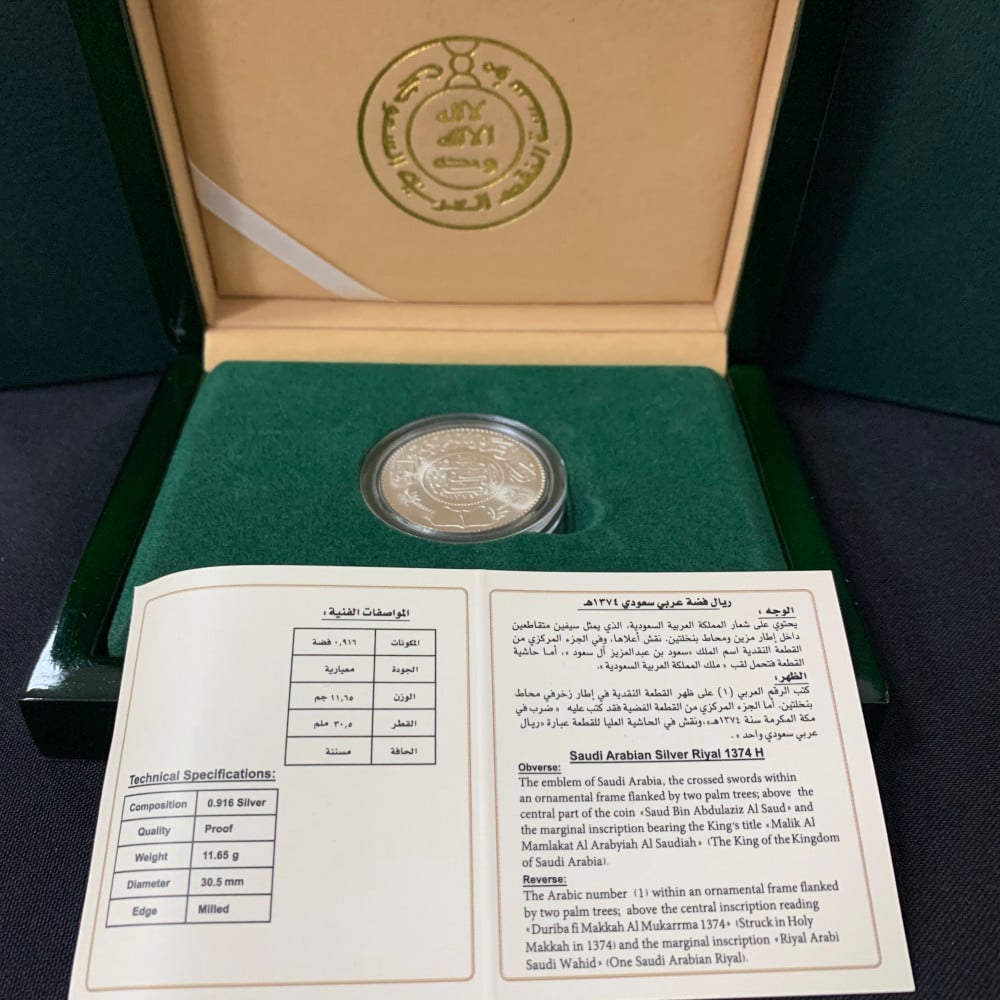 لا إله
إلا الله
وحده
مؤسسة النقد العربي السعودي
المواصفات الفنية :
المكونات ٠,٩١٦ فضة
الجودة معيارية
الوزن ١١,٦٥ جم
القطر ٣٠,٥ ملم
الحافة مسننة
Technical Specifications:
Composition 0.916 Silver
Quality Proof
Weight 11.65 g
Diameter 30.5 mm
Edge Milled
ريال فضة عربي سعودي ١٣٧٤هـ
الوجه :
يحتوي على شعار المملكة العربية السعودية، الذي يمثل سيفين متقاطعين
داخل إطار مزين ومحاط بنخلتين. نقش أعلاها، وفي الجزء المركزي من
القطعة النقدية اسم الملك «سعود بن عبدالعزيز آل سعود »، أما حاشية
القطعة فتحمل لقب « ملك المملكة العربية السعودية ».
الظهر:
كتب الرقم العربي (١) على ظهر القطعة النقدية في إطار زخرفي محاط
بنخلتين. أما الجزء المركزي من القطعة الفضية فقد كتب عليه « ضرب في
مكة المكرمة سنة ١٣٧٤هـ»،ونقش في الحاشية العليا للقطعة عبارة «ريال
عربي سعودي واحد» .
Saudi Arabian Silver Riyal 1374 H
Obverse:
The emblem of Saudi Arabia, the crossed swords within
an ornamental frame flanked by two palm trees; above the
central part of the coin «Saud Bin Abdulaziz Al Saud» and
the marginal inscription bearing the King's title «Malik Al
Mamlakat Al Arabyiah Al Saudiah» (The King of the Kingdom
of Saudi Arabia).
Reverse:
The Arabic number (1) within an ornamental frame flanked
by two palm trees; above the central inscription reading
«Duriba fi Makkah Al Mukarrma 1374» (Struck in Holy
Makkah in 1374) and the marginal inscription «Riyal Arabi
Saudi Wahid» (One Saudi Arabian Riyal).